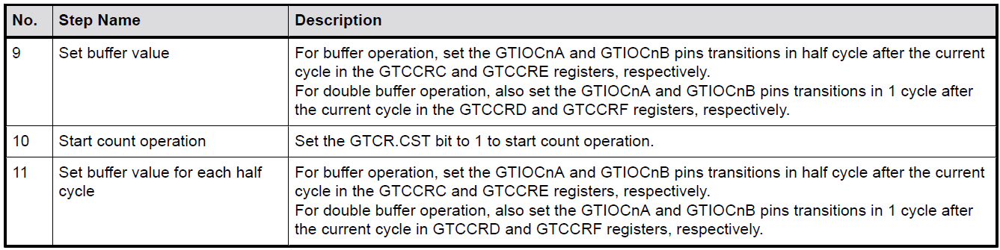 No. Step Name Description
9 Set buffer value For buffer operation, set the GTIOCnA and GTIOCnB pins transitions in half cycle after the current
cycle in the GTCCRC and GTCCRE registers, respectively.
For double buffer operation, also set the GTIOCnA and GTIOCnB pins transitions in 1 cycle after
the current cycle in the GTCCRD and GTCCRF registers, respectively.
10 Start count operation Set the GTCR.CST bit to 1 to start count operation.
11 Set buffer value for each half For buffer operation, set the GTIOCnA and GTIOCnB pins transitions in half cycle after the current
cycle cycle in the GTCCRC and GTCCRE registers, respectively.
For double buffer operation, also set the GTIOCnA and GTIOCnB pins transitions in 1 cycle after
the current cycle in GTCCRD and GTCCRF registers, respectively.